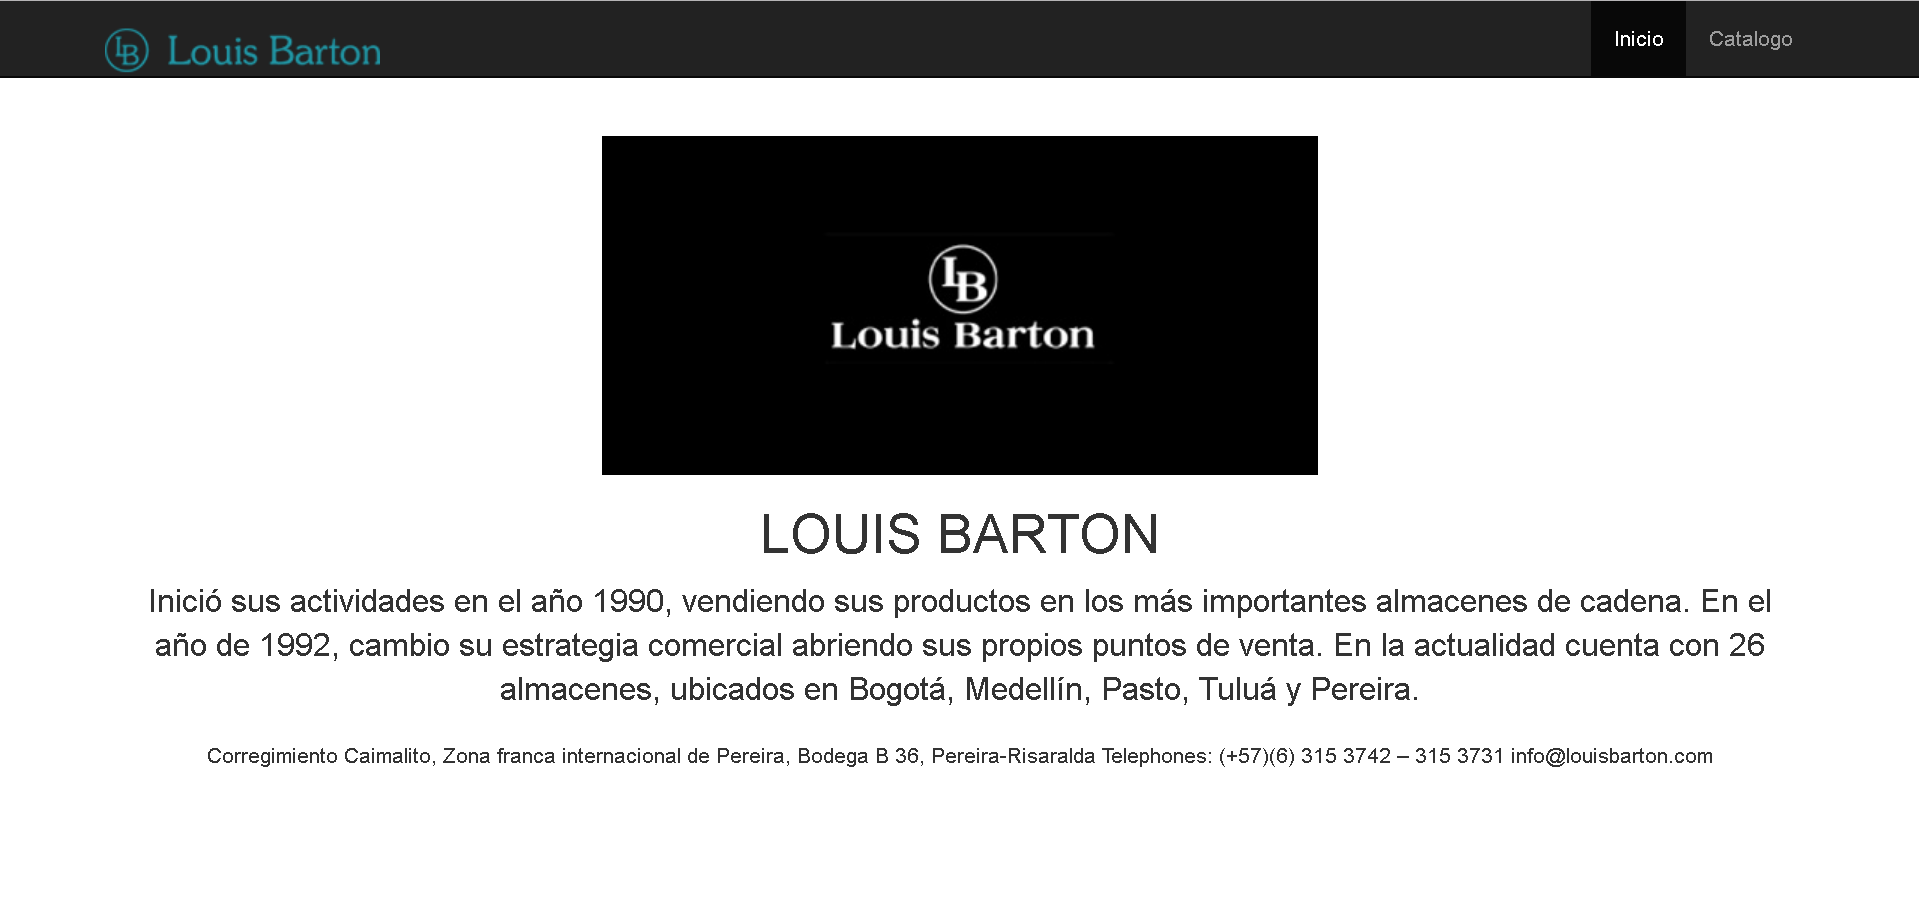 LB Louis Barton
Inicio Catalogo
LB
Louis Barton
LOUIS BARTON
Inició sus actividades en el año 1990, vendiendo sus productos en los más importantes almacenes de cadena. En el
año de 1992, cambio su estrategia comercial abriendo sus propios puntos de venta. En la actualidad cuenta con 26
almacenes, ubicados en Bogotá, Medellín, Pasto, Tuluá y Pereira.
Corregimiento Caimalito, Zona franca internacional de Pereira, Bodega B 36, Pereira-Risaralda Telephones: (+57)(6) 315 3742 – 315 3731 info@louisbarton.com